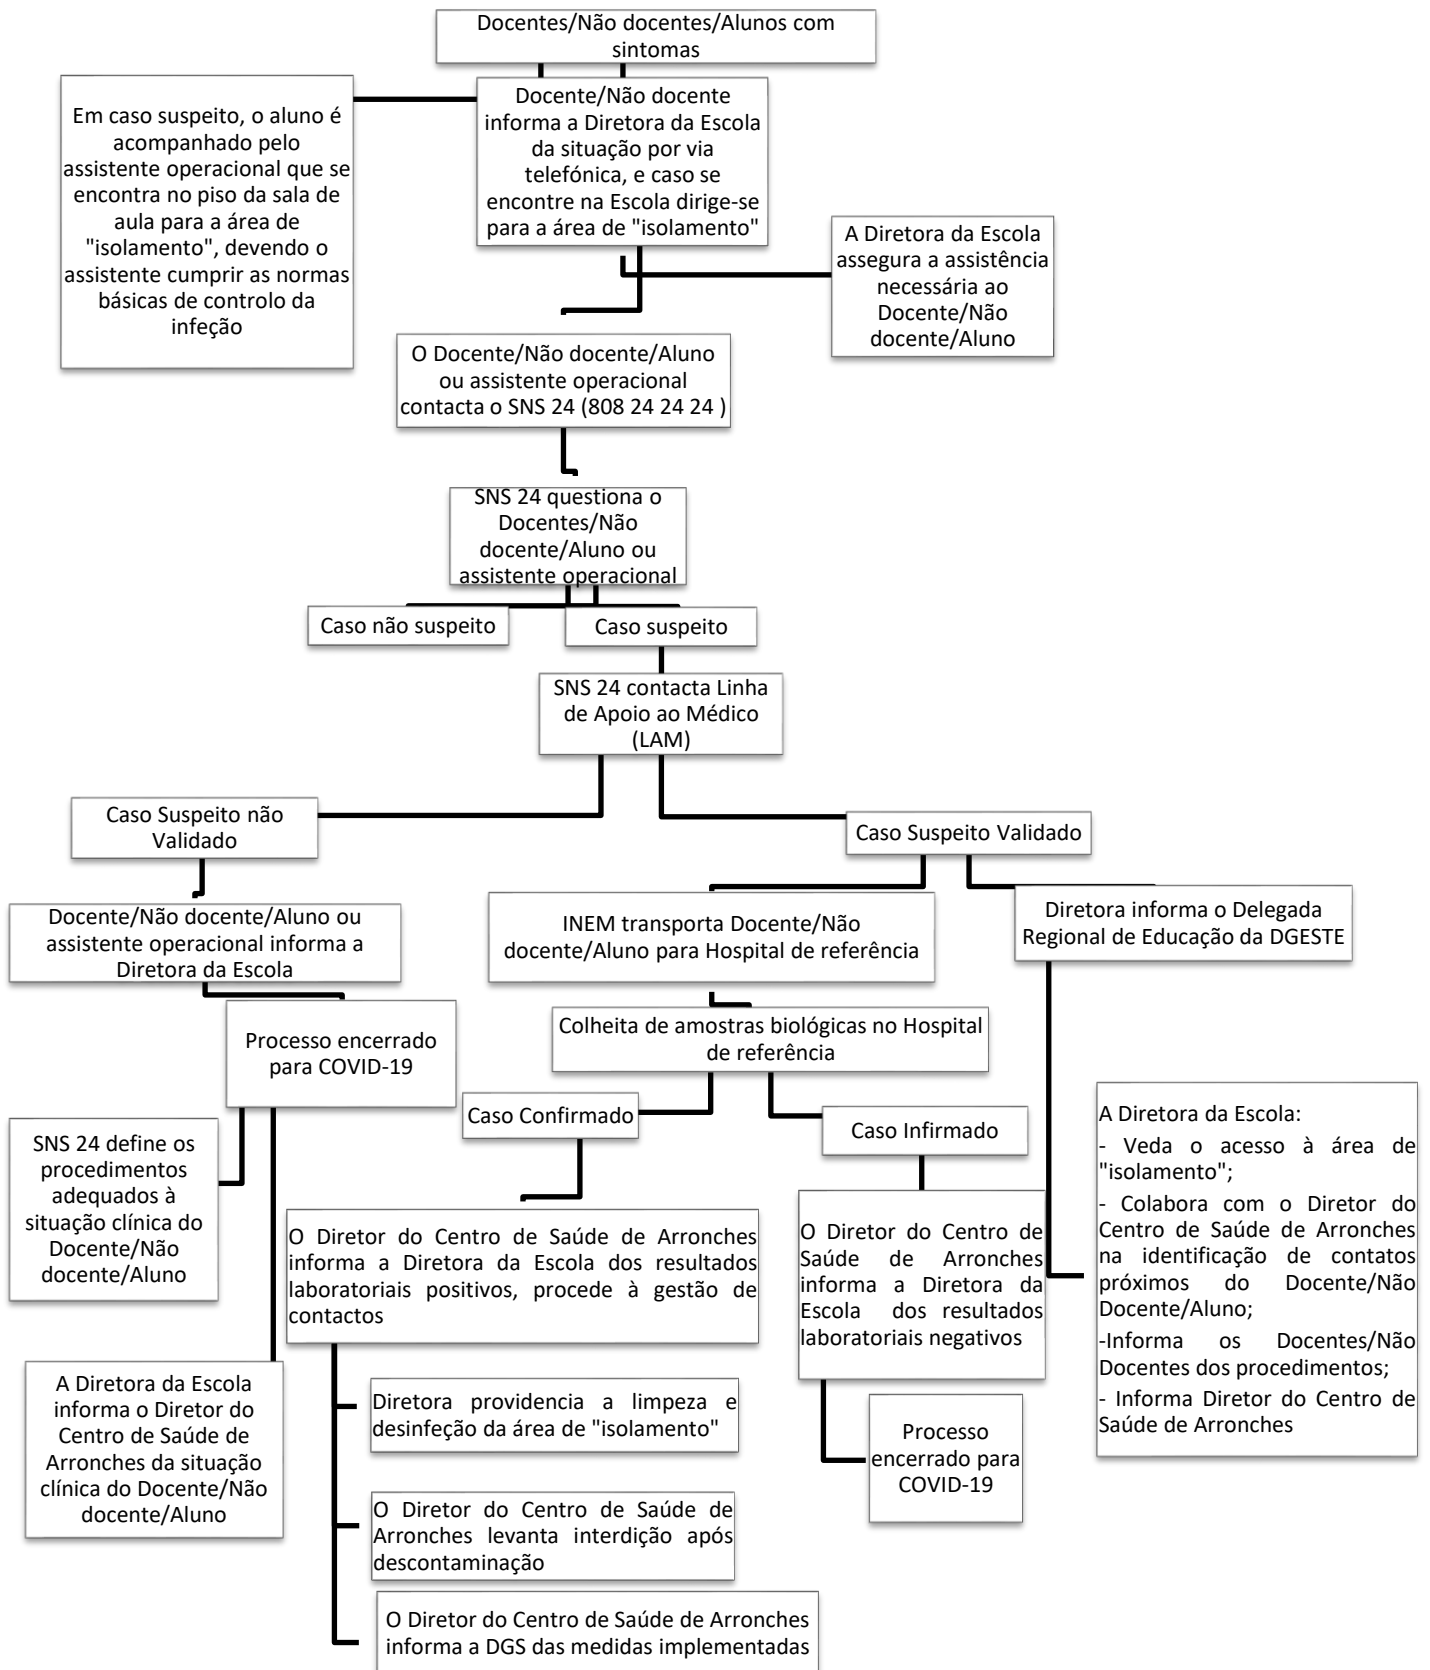 Docentes/Não docentes/Alunos com
sintomas
Em caso suspeito, o aluno é
acompanhado pelo
assistente operacional que se
encontra no piso da sala de
aula para a área de
"isolamento", devendo o
assistente cumprir as normas
básicas de controlo da
infeção
Docente/Não docente
informa a Diretora da Escola
da situação por via
telefónica, e caso se
encontre na Escola dirige-se
para a área de "isolamento"
A Diretora da Escola
assegura a assistência
necessária ao
Docente/Não
docente/Aluno
O Docente/Não docente/Aluno
ou assistente operacional
contacta o SNS 24 (808 24 24 24 )
SNS 24 questiona o
Docentes/Não
docente/Aluno ou
assistente operacional
Caso não suspeito
Caso suspeito
SNS 24 contacta Linha
de Apoio ao Médico
(LAM)
Caso Suspeito não
Validado
Caso Suspeito Validado
Docente/Não docente/Aluno ou
assistente operacional informa a
Diretora da Escola
INEM transporta Docente/Não
docente/Aluno para Hospital de referência
Diretora informa o Delegada
Regional de Educação da DGESTE
Processo encerrado
para COVID-19
Colheita de amostras biológicas no Hospital
de referência
SNS 24 define os
procedimentos
adequados à
situação clínica do
Docente/Não
docente/Aluno
Caso Confirmado
Caso Infirmado
A Diretora da Escola:
- Veda o acesso à área de
"isolamento";
- Colabora com o Diretor do
Centro de Saúde de Arronches
na identificação de contatos
próximos do Docente/Não
Docente/Aluno;
-Informa os Docentes/Não
Docentes dos procedimentos;
- Informa Diretor do Centro de
Saúde de Arronches
O Diretor do Centro de Saúde de Arronches
informa a Diretora da Escola dos resultados
laboratoriais positivos, procede à gestão de
contactos
O Diretor do Centro de
Saúde de Arronches
informa a Diretora da
Escola dos resultados
laboratoriais negativos
A Diretora da Escola
informa o Diretor do
Centro de Saúde de
Arronches da situação
clínica do Docente/Não
docente/Aluno
Diretora providencia a limpeza e
desinfeção da área de "isolamento"
Processo
encerrado para
COVID-19
O Diretor do Centro de Saúde de
Arronches levanta interdição após
descontaminação
O Diretor do Centro de Saúde de Arronches
informa a DGS das medidas implementadas